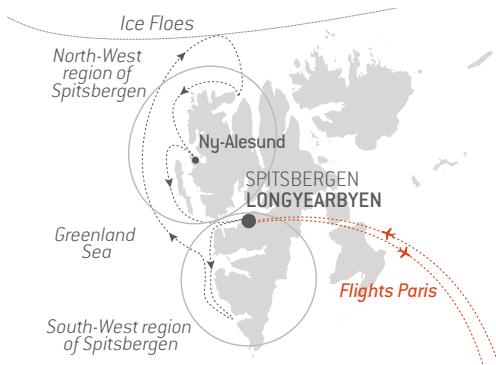 Ice Floes
North-West
region of
Spitsbergen
Ny-Alesund
SPITSBERGEN
LONGYEARBYEN
Greenland
Sea
Flights Paris
South-West region
of Spitsbergen